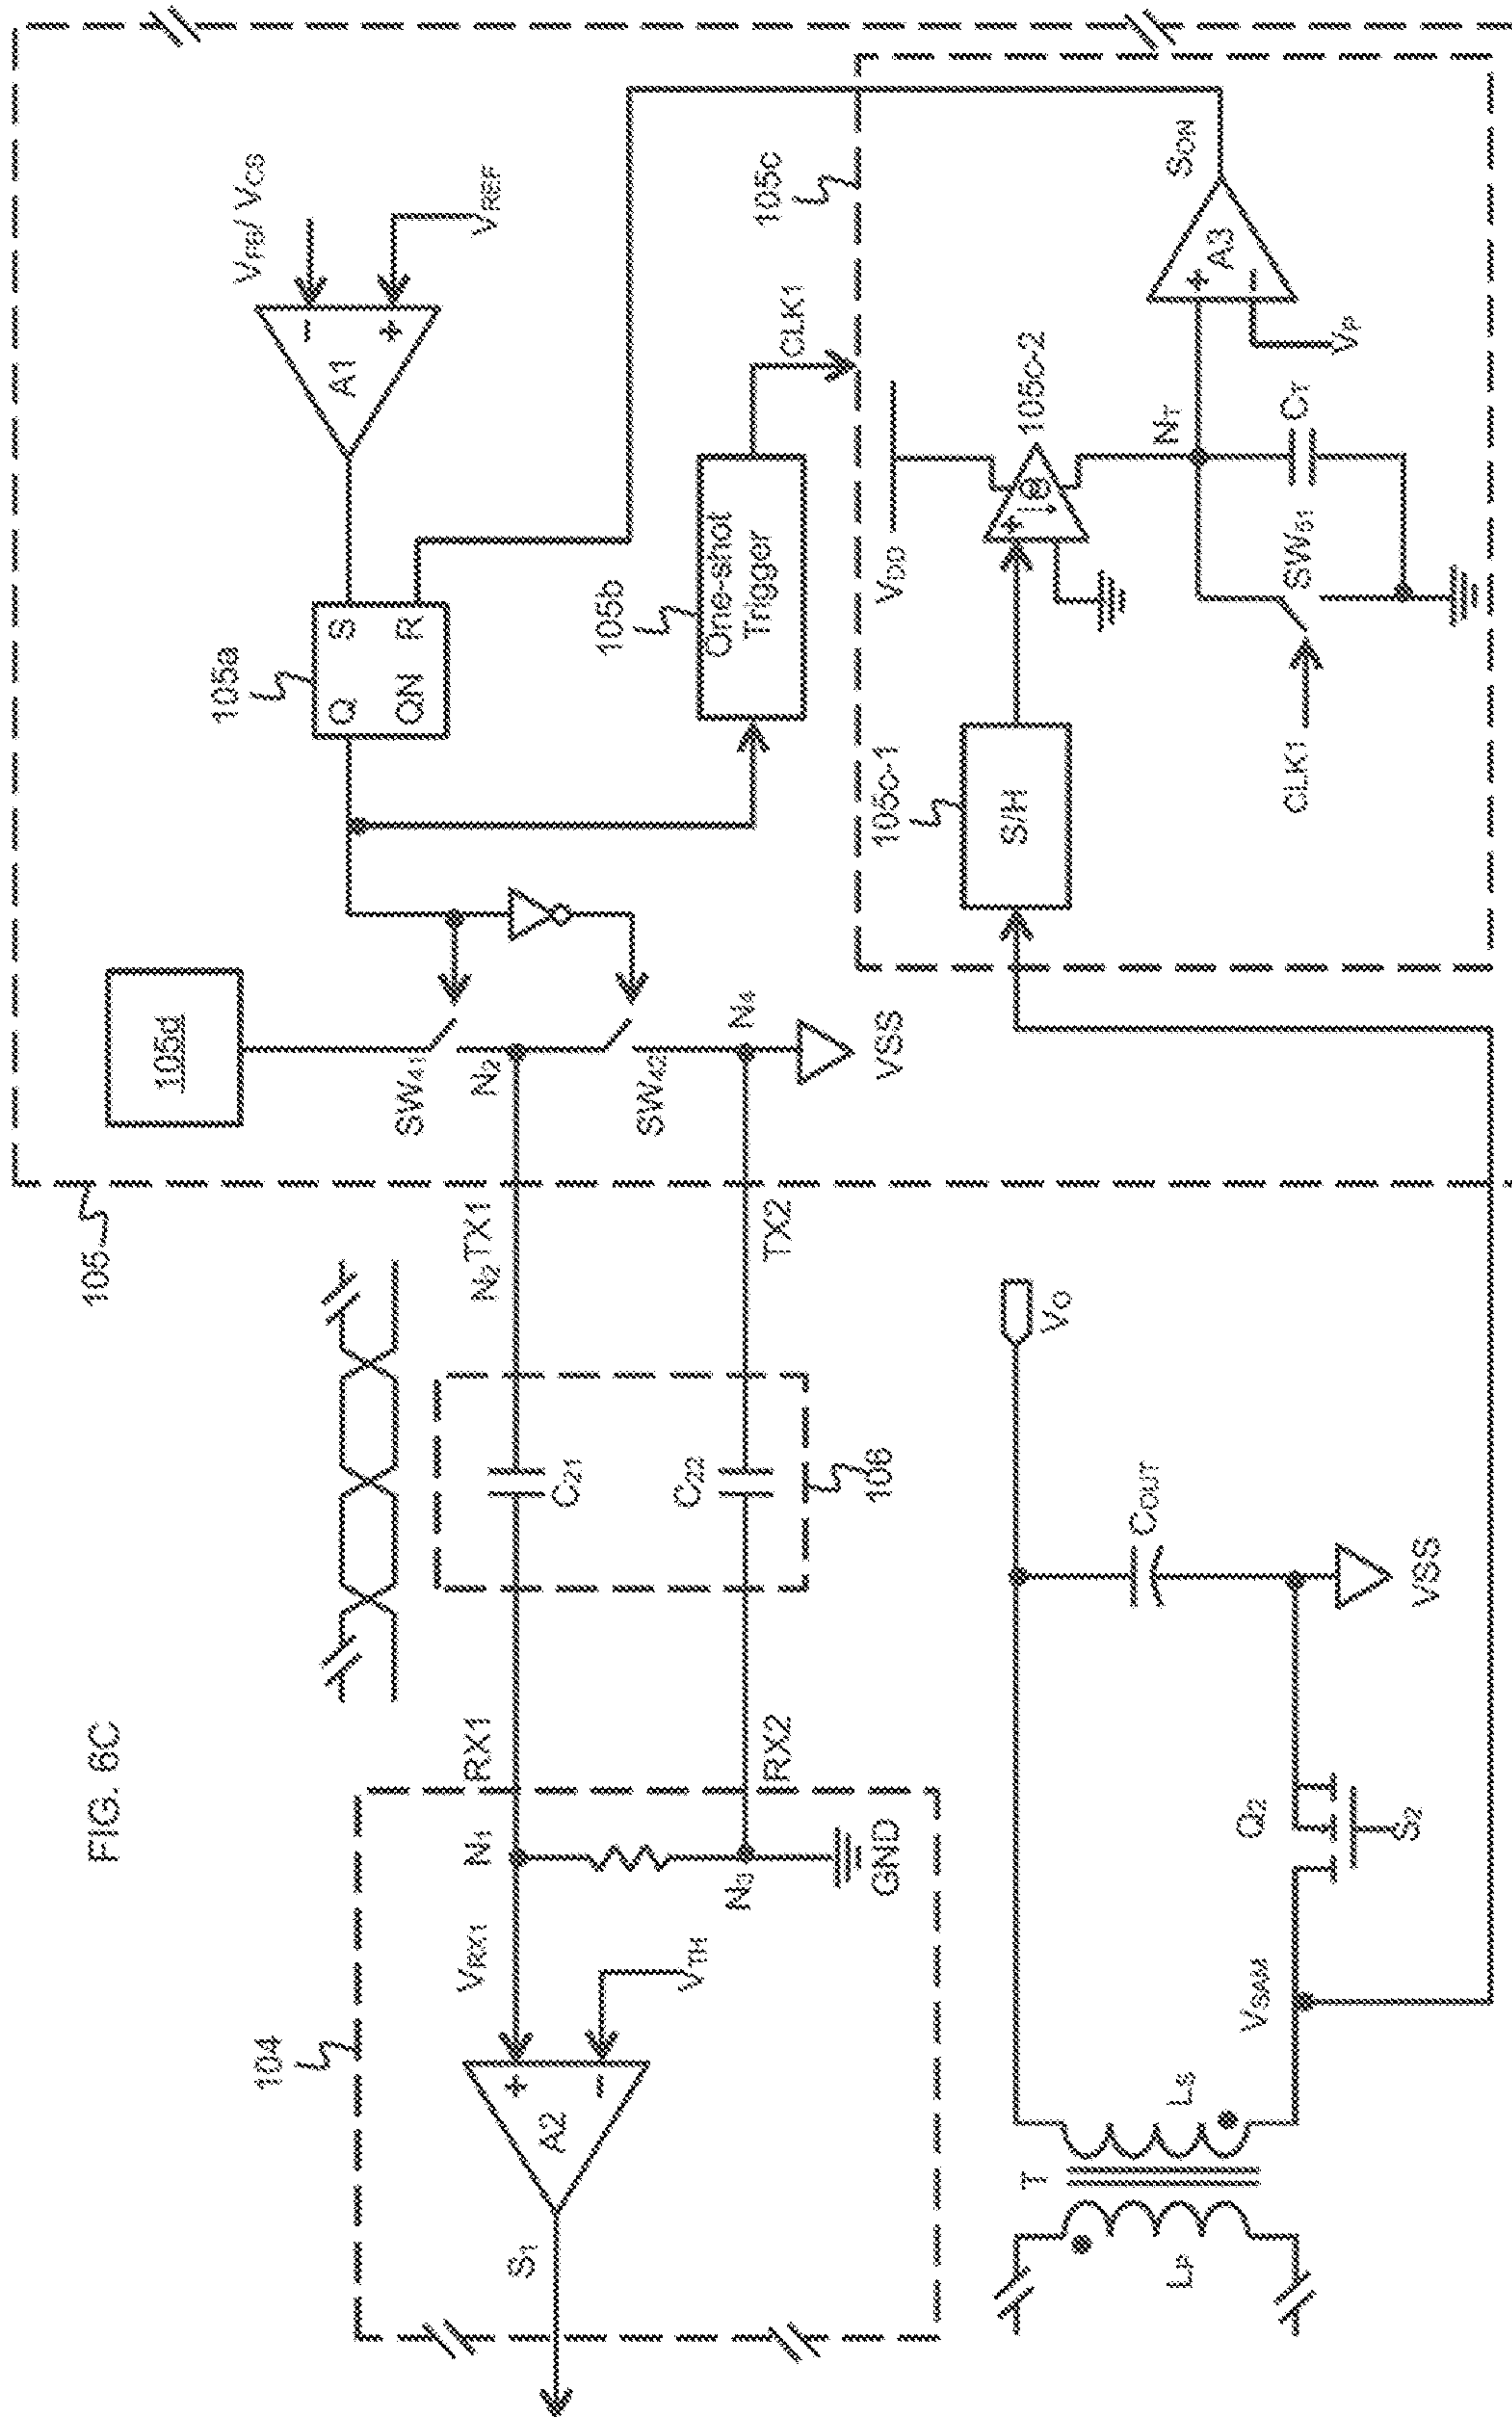 FIG. 6C
105
105d
SW41
N2
SW42
N4
VSS
105a
Q
S
QN
R
A1
−
+
VFB/ VCS
VREF
105b
One-shot
Trigger
CLK1
105c
105c-1
S/H
VDD
+
I
105c-2
NT
CT
SW51
CLK1
A3
+
−
VP
SON
104
S1
A2
+
−
VRX1
VTH
N1
N3
GND
RX1
RX2
C21
C22
106
N2
TX1
TX2
T
LP
LS
VSAM
Q2
S2
COUT
VSS
VO